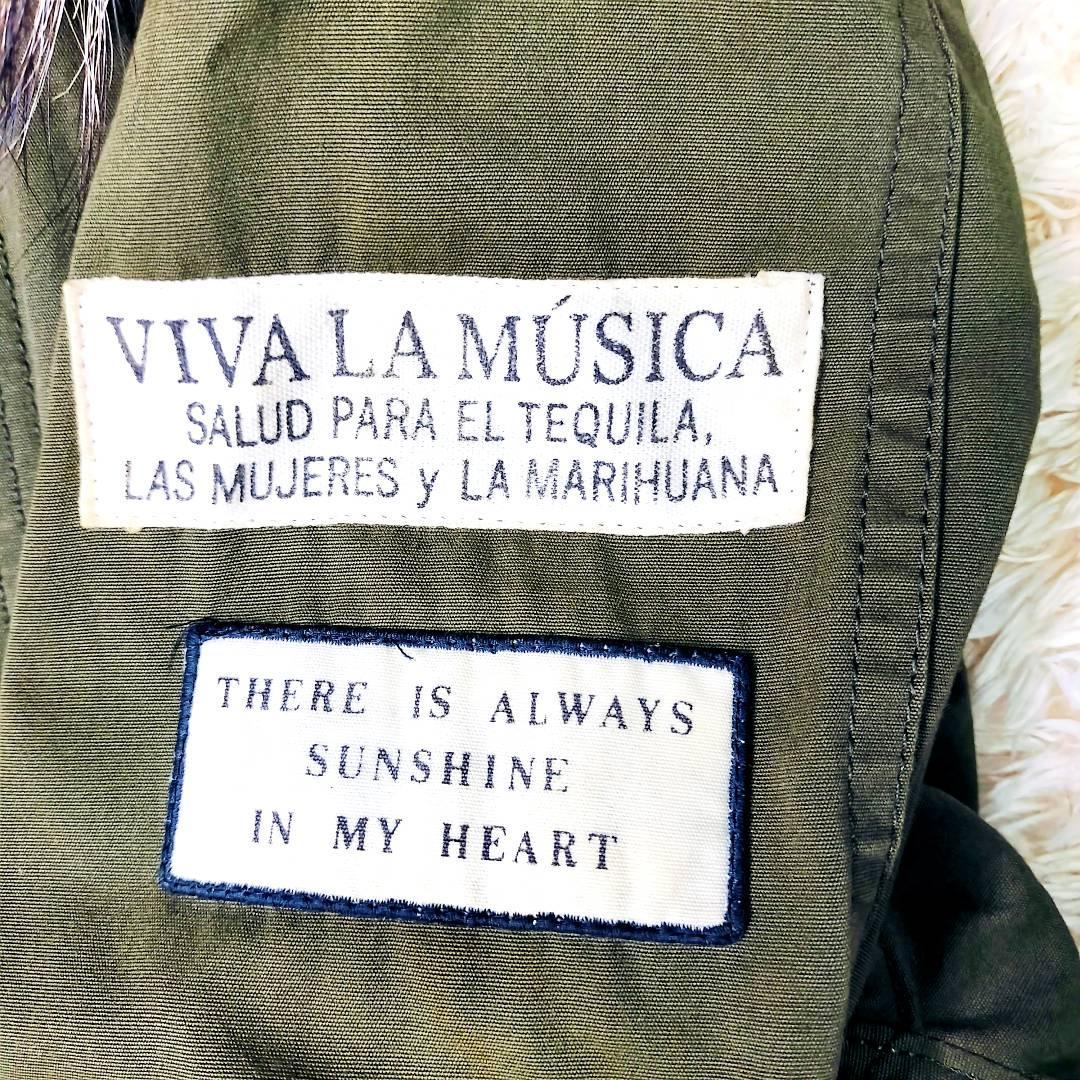 VIVA LA MÚSICA
SALUD PARA EL TEQUILA,
LAS MUJERES y LA MARIHUANA
THERE IS ALWAYS
SUNSHINE
IN MY HEART